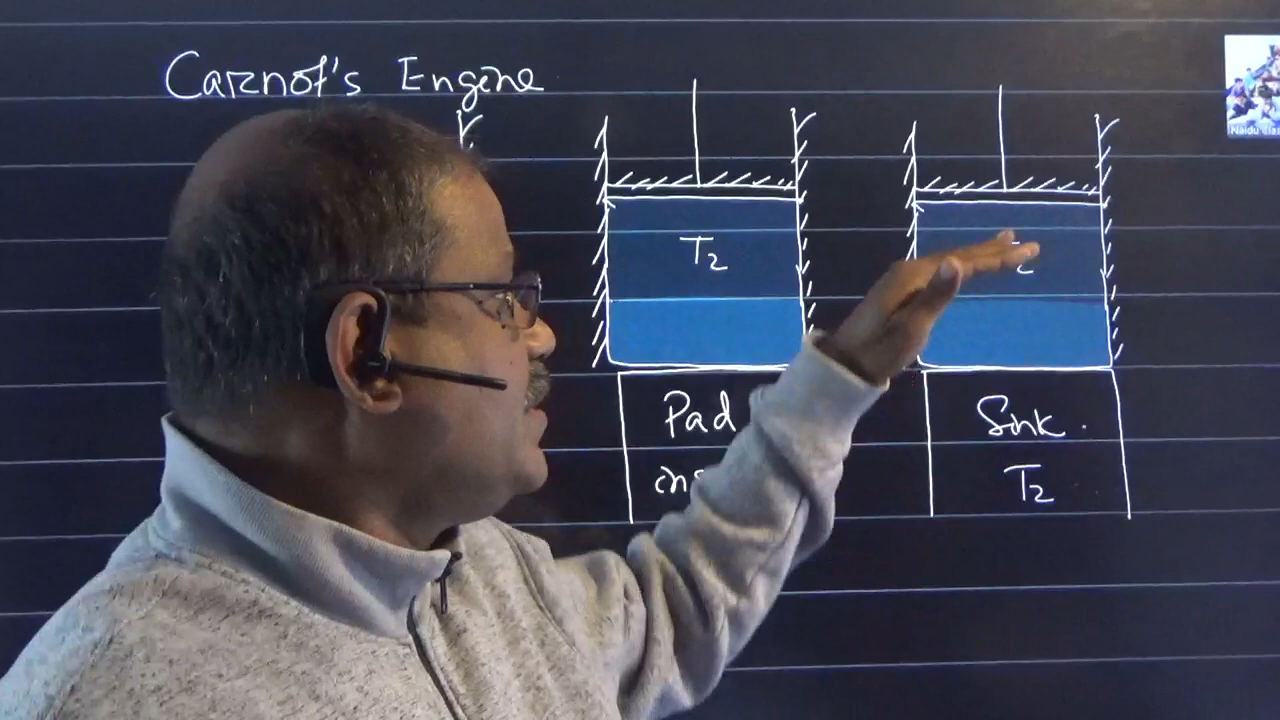 Carnot's Engine
T₂
Pad
Sink.
T₂